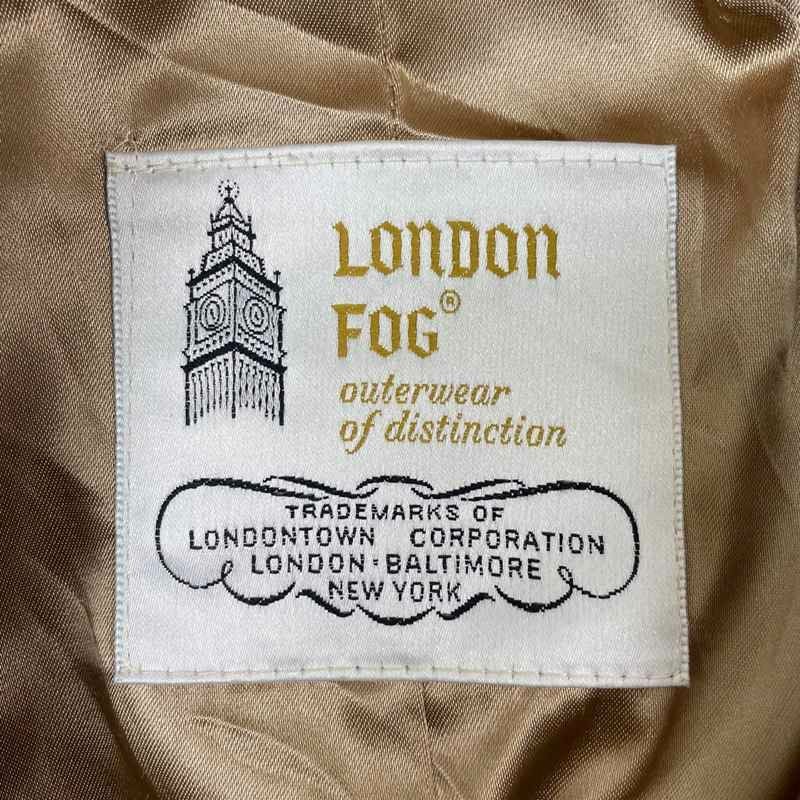 LONDON
FOG®
outerwear
of distinction
TRADEMARKS OF
LONDONTOWN CORPORATION
LONDON · BALTIMORE
NEW YORK